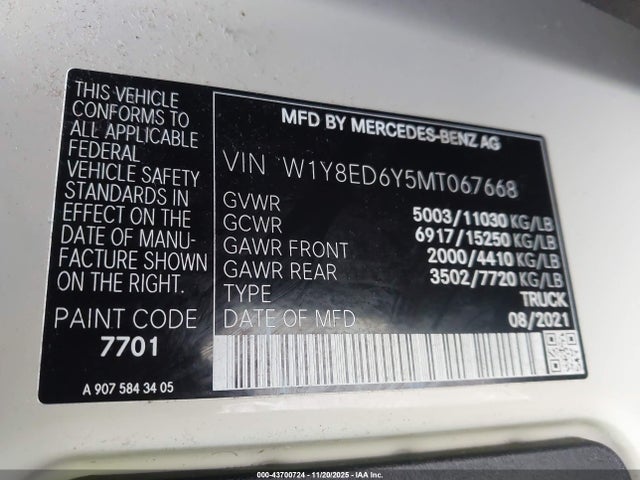 THIS VEHICLE
CONFORMS TO
ALL APPLICABLE
FEDERAL
VEHICLE SAFETY
STANDARDS IN
EFFECT ON THE
DATE OF MANU-
FACTURE SHOWN
ON THE RIGHT.
PAINT CODE
7701
A 907 584 34 05
MFD BY MERCEDES-BENZ AG
VIN W1Y8ED6Y5MT067668
GVWR 5003/11030 KG/LB
GCWR 6917/15250 KG/LB
GAWR FRONT 2000/4410 KG/LB
GAWR REAR 3502/7720 KG/LB
TYPE TRUCK
DATE OF MFD 08/2021
000-43700724 - 11/20/2025 - IAA Inc.